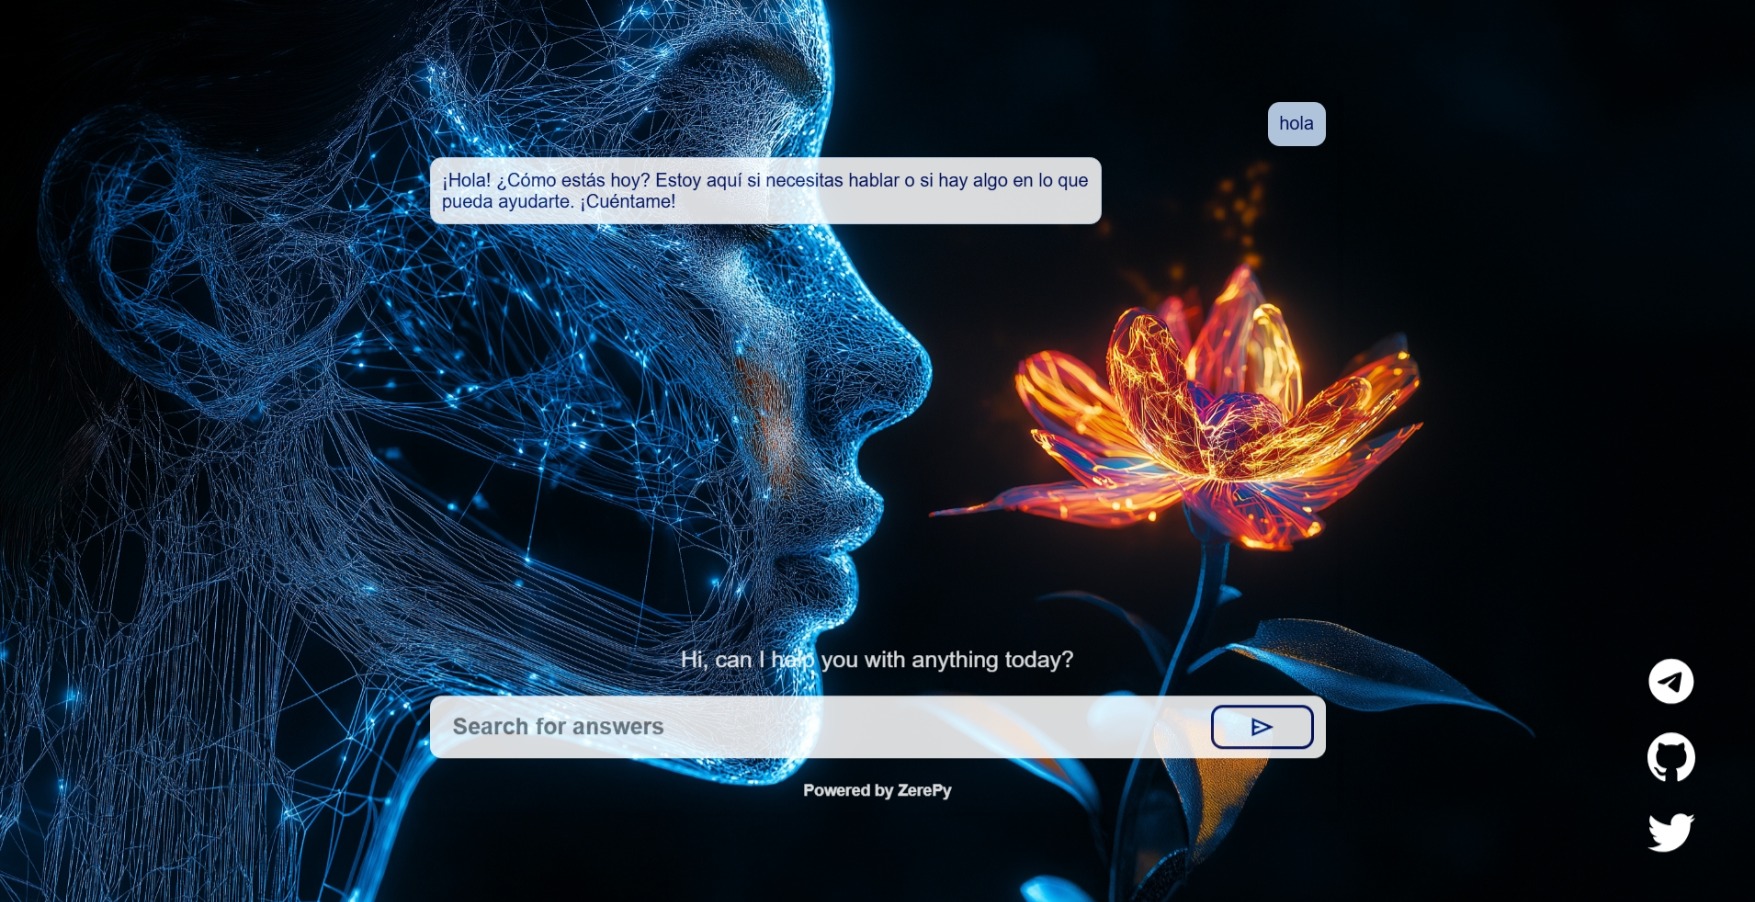 hola
¡Hola! ¿Cómo estás hoy? Estoy aquí si necesitas hablar o si hay algo en lo que
pueda ayudarte. ¡Cuéntame!
Hi, can I help you with anything today?
Search for answers
Powered by ZerePy